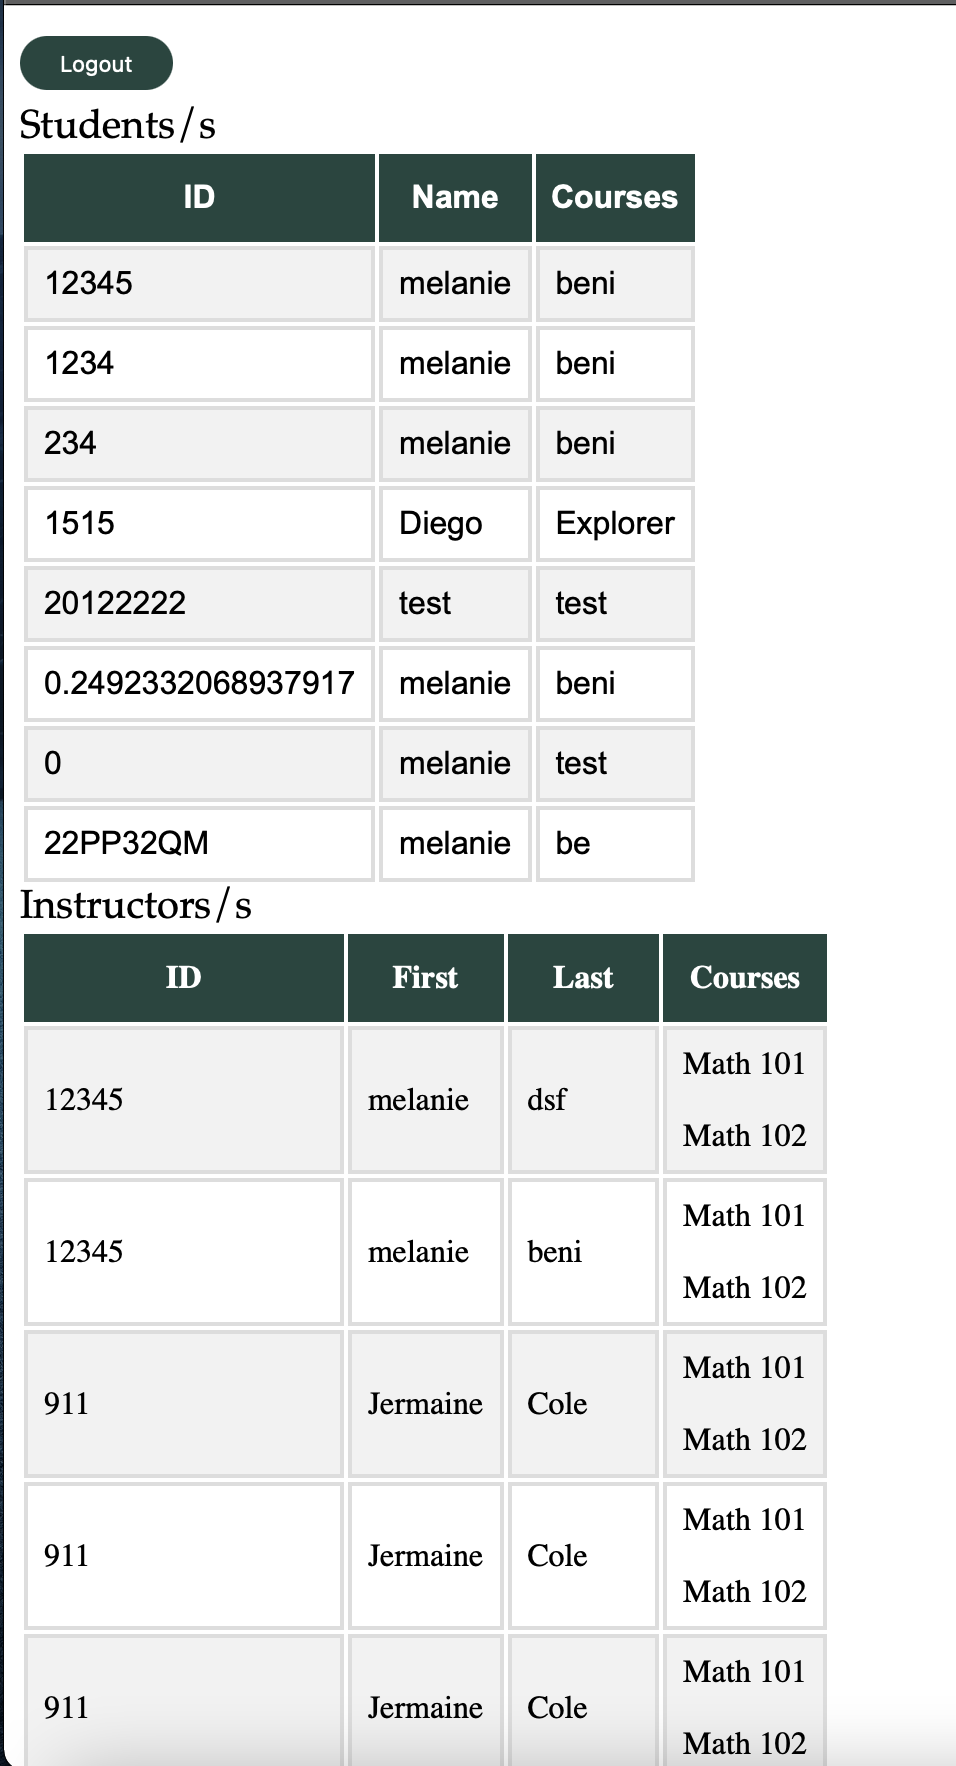 Logout
Students/s
ID Name Courses
12345 melanie beni
1234 melanie beni
234 melanie beni
1515 Diego Explorer
20122222 test test
0.2492332068937917 melanie beni
0 melanie test
22PP32QM melanie be
Instructors/s
ID First Last Courses
12345 melanie dsf Math 101
Math 102
12345 melanie beni Math 101
Math 102
911 Jermaine Cole Math 101
Math 102
911 Jermaine Cole Math 101
Math 102
911 Jermaine Cole Math 101
Math 102